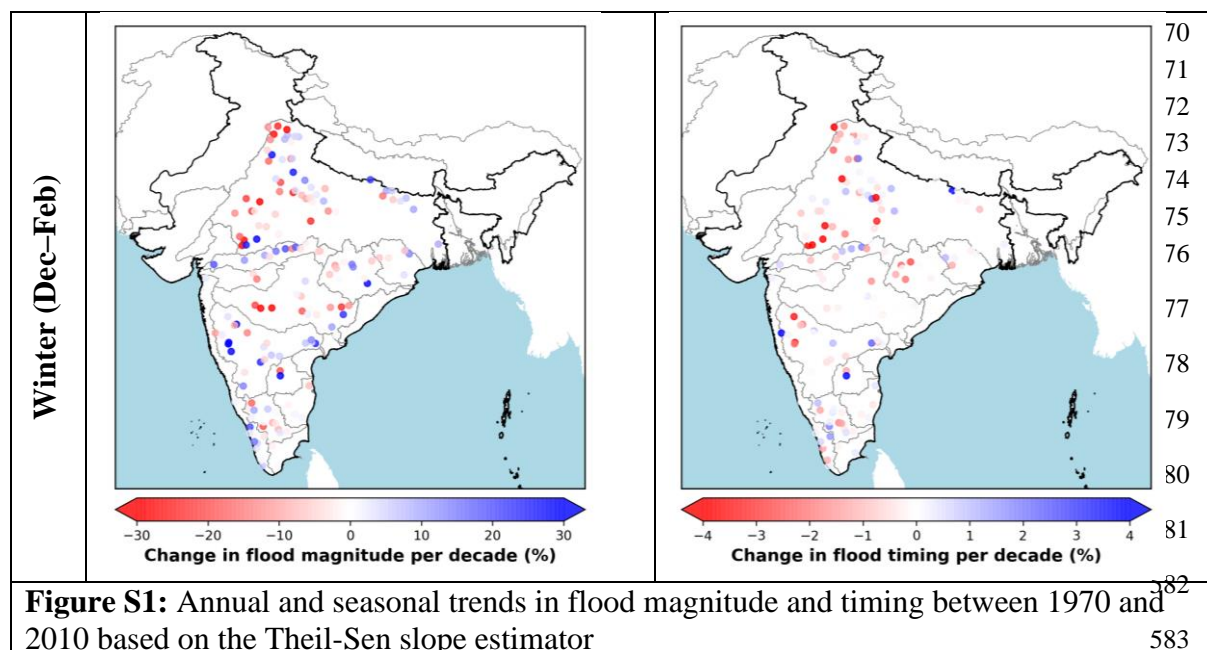 Winter (Dec–Feb)
70
71
72
73
74
75
76
77
78
79
80
81
582
−30 −20 −10 0 10 20 30
Change in flood magnitude per decade (%)
−4 −3 −2 −1 0 1 2 3 4
Change in flood timing per decade (%)
Figure S1: Annual and seasonal trends in flood magnitude and timing between 1970 and
2010 based on the Theil-Sen slope estimator 583